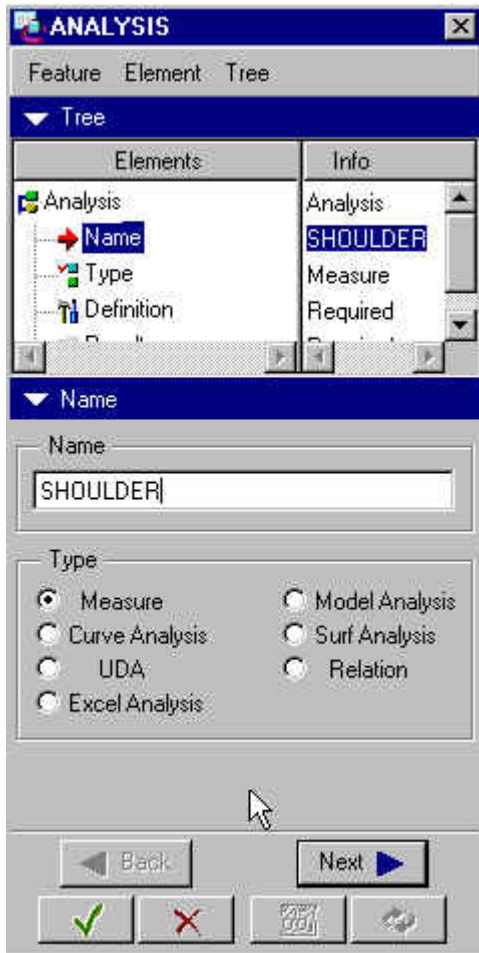 ANALYSIS
Feature Element Tree
Tree
Elements Info
Analysis Analysis
Name SHOULDER
Type Measure
Definition Required
Name
Name
SHOULDER
Type
Measure Model Analysis
Curve Analysis Surf Analysis
UDA Relation
Excel Analysis
Back Next